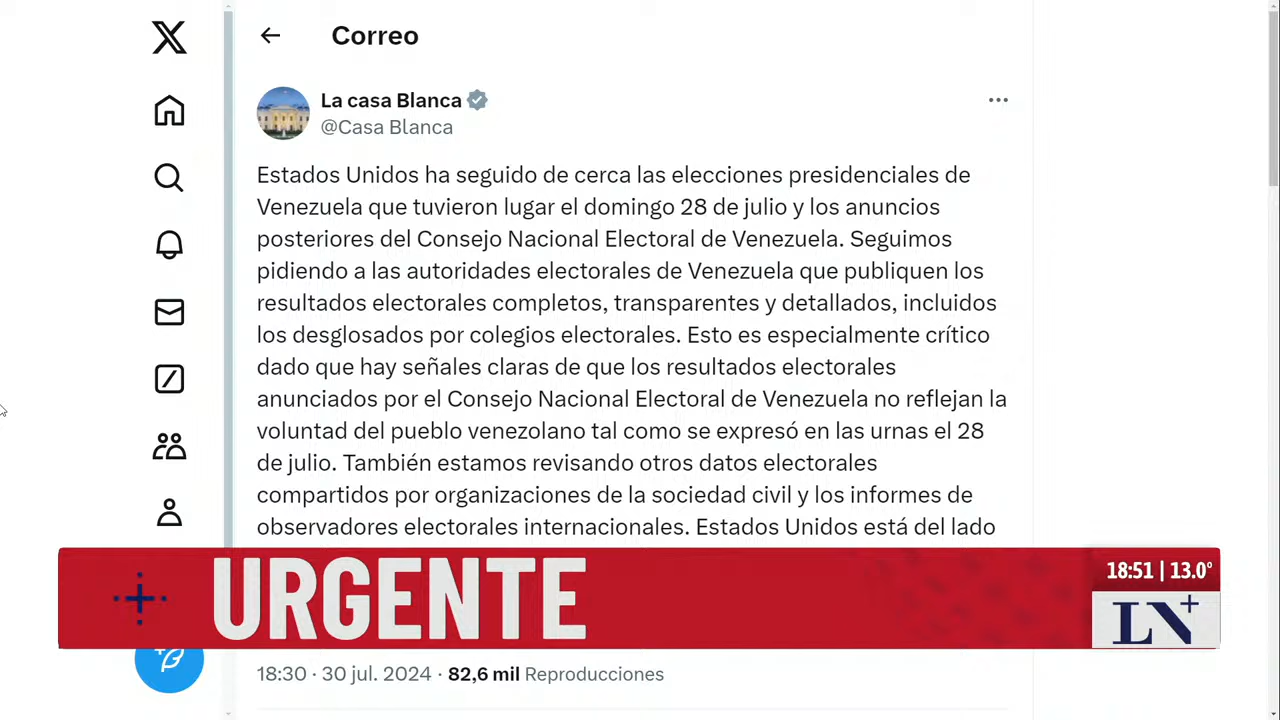 Correo
La casa Blanca
@Casa Blanca
Estados Unidos ha seguido de cerca las elecciones presidenciales de
Venezuela que tuvieron lugar el domingo 28 de julio y los anuncios
posteriores del Consejo Nacional Electoral de Venezuela. Seguimos
pidiendo a las autoridades electorales de Venezuela que publiquen los
resultados electorales completos, transparentes y detallados, incluidos
los desglosados por colegios electorales. Esto es especialmente crítico
dado que hay señales claras de que los resultados electorales
anunciados por el Consejo Nacional Electoral de Venezuela no reflejan la
voluntad del pueblo venezolano tal como se expresó en las urnas el 28
de julio. También estamos revisando otros datos electorales
compartidos por organizaciones de la sociedad civil y los informes de
observadores electorales internacionales. Estados Unidos está del lado
URGENTE
18:51 | 13.0°
LN+
18:30 · 30 jul. 2024 · 82,6 mil Reproducciones